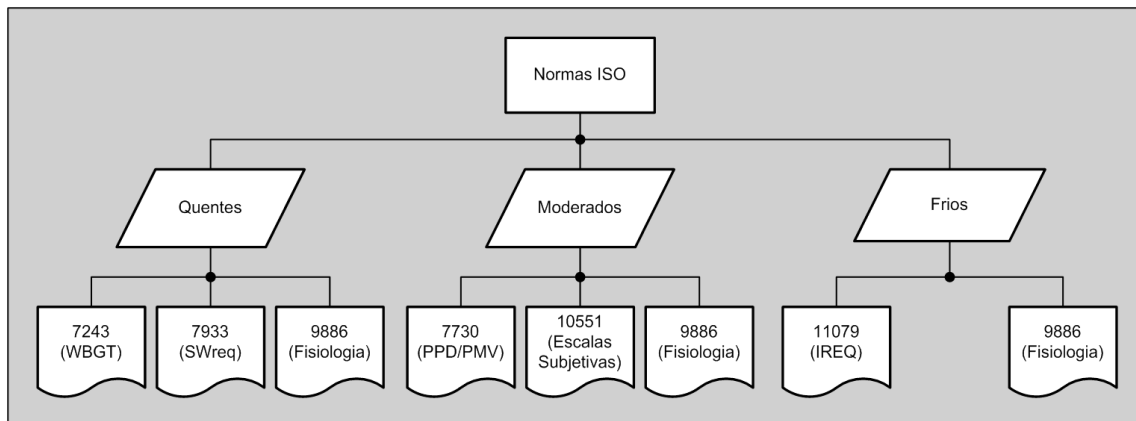 Normas ISO
Quentes
Moderados
Frios
7243
(WBGT)
7933
(SWreq)
9886
(Fisiologia)
7730
(PPD/PMV)
10551
(Escalas
Subjetivas)
9886
(Fisiologia)
11079
(IREQ)
9886
(Fisiologia)